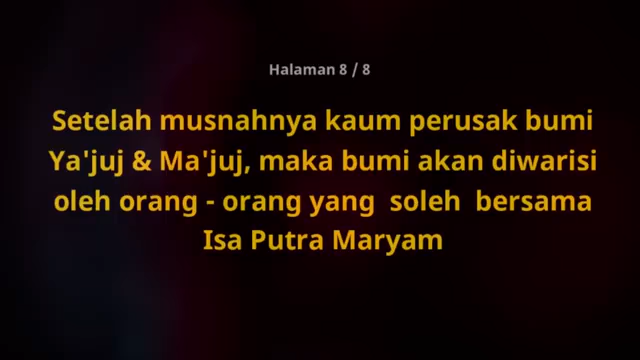 Halaman 8 / 8
Setelah musnahnya kaum perusak bumi
Ya'juj & Ma'juj, maka bumi akan diwarisi
oleh orang - orang yang  soleh  bersama
Isa Putra Maryam